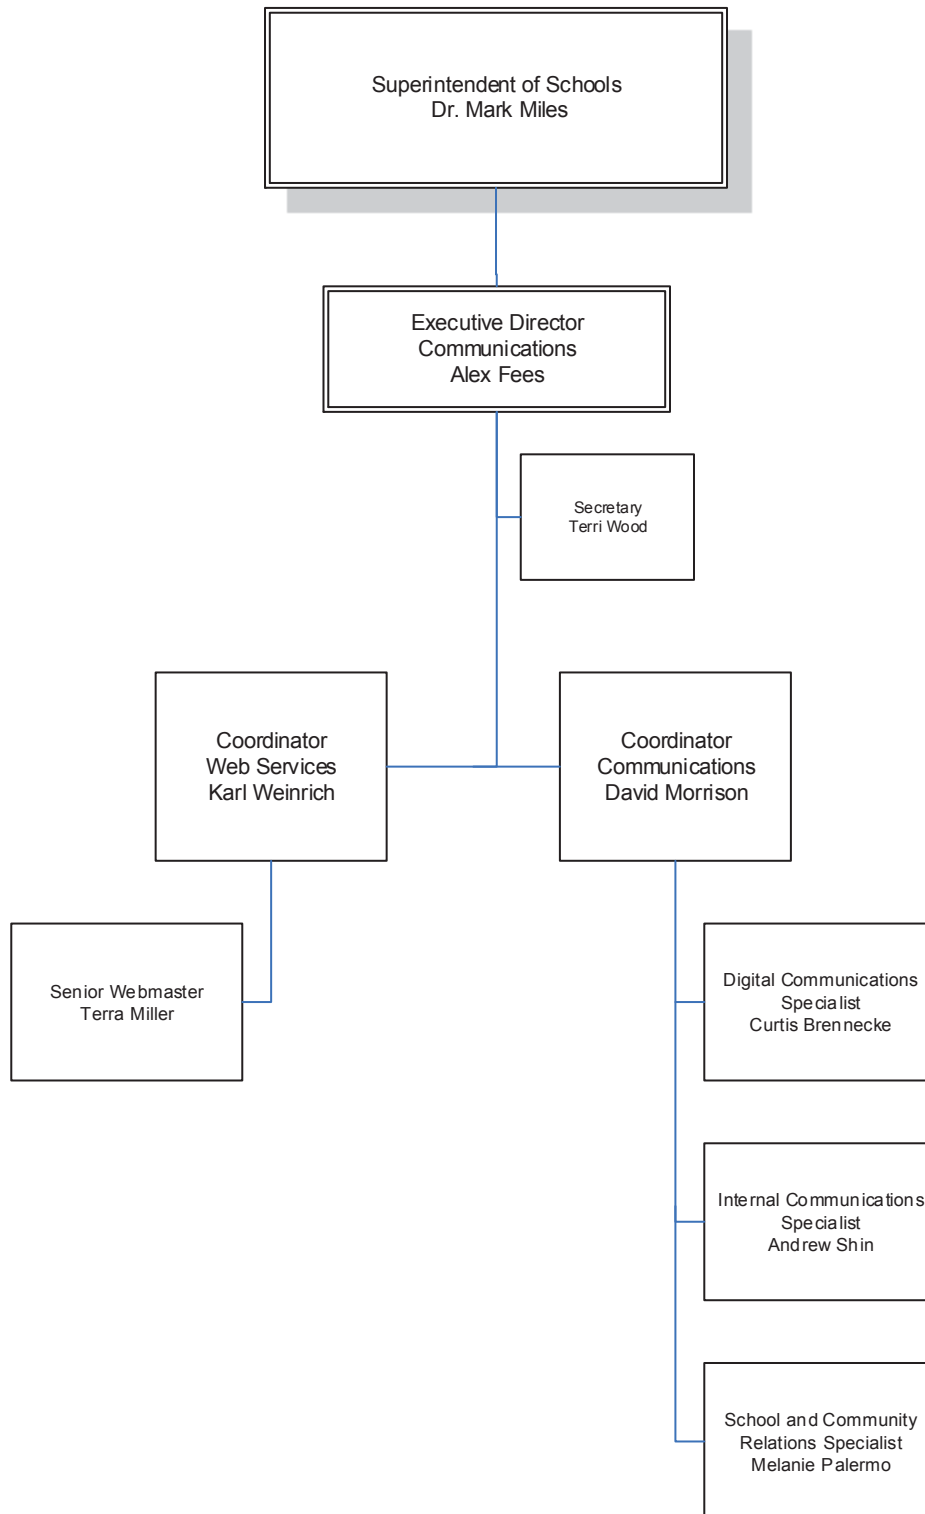 Superintendent of Schools
Dr. Mark Miles
Executive Director
Communications
Alex Fees
Secretary
Terri Wood
Coordinator
Web Services
Karl Weinrich
Coordinator
Communications
David Morrison
Senior Webmaster
Terra Miller
Digital Communications
Specialist
Curtis Brennecke
Internal Communications
Specialist
Andrew Shin
School and Community
Relations Specialist
Melanie Palermo